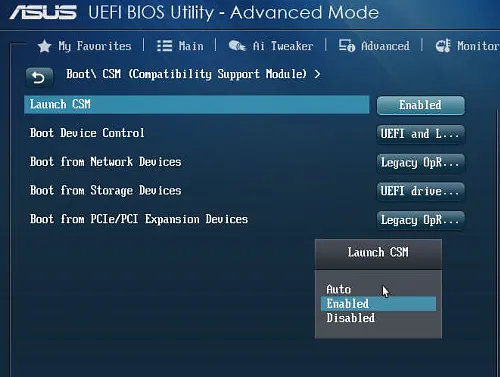 ASUS UEFI BIOS Utility - Advanced Mode
My Favorites Main Ai Tweaker Advanced Monitor
Boot\ CSM (Compatibility Support Module) >
Launch CSM Enabled
Boot Device Control UEFI and L...
Boot from Network Devices Legacy OpR...
Boot from Storage Devices UEFI drive...
Boot from PCIe/PCI Expansion Devices Legacy OpR...
Launch CSM
Auto
Enabled
Disabled